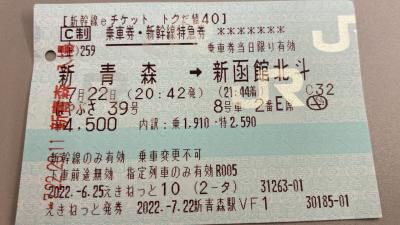 [新幹線eチケット トクだ値40]
C制 乗車券・新幹線特急券 *******
259 乗車券当日限り有効
新青森 → 新函館北斗
7月22日 (20:42発) (21:44着) C32
39号 8号車 2番E席
4,500 内訳:乗1,910・特2,590
新幹線のみ有効 乗車変更不可
下車前途無効 指定列車のみ有効R005
2022.-6.25えきねっと10 (2-タ) 31263-01
えきねっと発券 2022.-7.22新青森駅VF1 30185-01
新青森